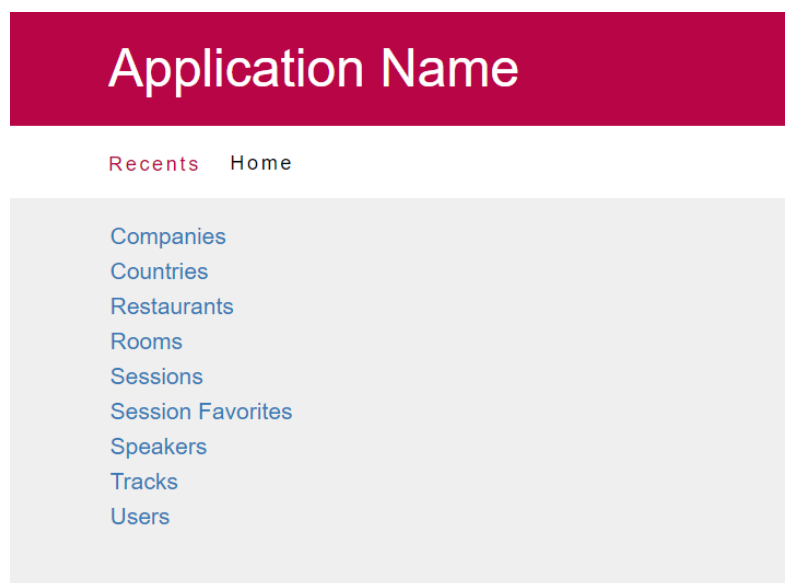 Application Name
Recents Home
Companies
Countries
Restaurants
Rooms
Sessions
Session Favorites
Speakers
Tracks
Users